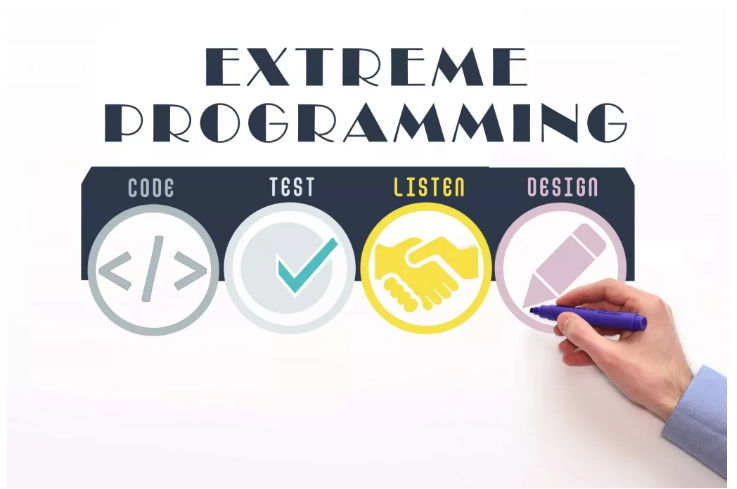 EXTREME
PROGRAMMING
CODE TEST LISTEN DESIGN
</>